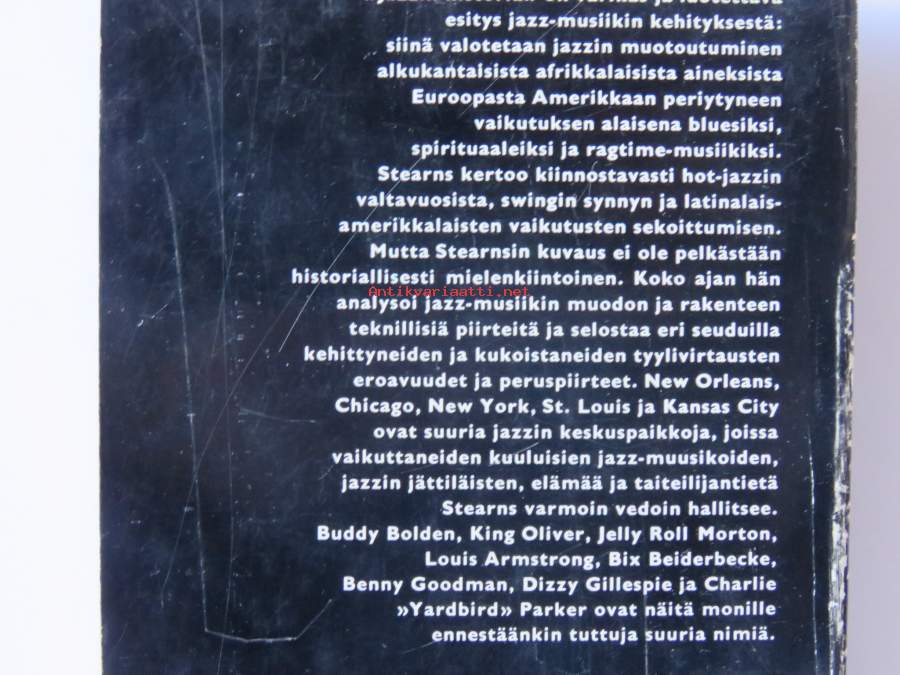 esitys jazz-musiikin kehityksestä:
siinä valotetaan jazzin muotoutuminen
alkukantaisista afrikkalaisista aineksista
Euroopasta Amerikkaan periytyneen
vaikutuksen alaisena bluesiksi,
spirituaaleiksi ja ragtime-musiikiksi.
Stearns kertoo kiinnostavasti hot-jazzin
valtavuosista, swingin synnyn ja latinalais-
amerikkalaisten vaikutusten sekoittumisen.
Mutta Stearnsin kuvaus ei ole pelkästään
historiallisesti mielenkiintoinen. Koko ajan hän
Antikvariaatti.net
analysoi jazz-musiikin muodon ja rakenteen
teknillisiä piirteitä ja selostaa eri seuduilla
kehittyneiden ja kukoistaneiden tyylivirtausten
eroavuudet ja peruspiirteet. New Orleans,
Chicago, New York, St. Louis ja Kansas City
ovat suuria jazzin keskuspaikkoja, joissa
vaikuttaneiden kuuluisien jazz-muusikoiden,
jazzin jättiläisten, elämää ja taiteilijantietä
Stearns varmoin vedoin hallitsee.
Buddy Bolden, King Oliver, Jelly Roll Morton,
Louis Armstrong, Bix Beiderbecke,
Benny Goodman, Dizzy Gillespie ja Charlie
»Yardbird» Parker ovat näitä monille
ennestäänkin tuttuja suuria nimiä.